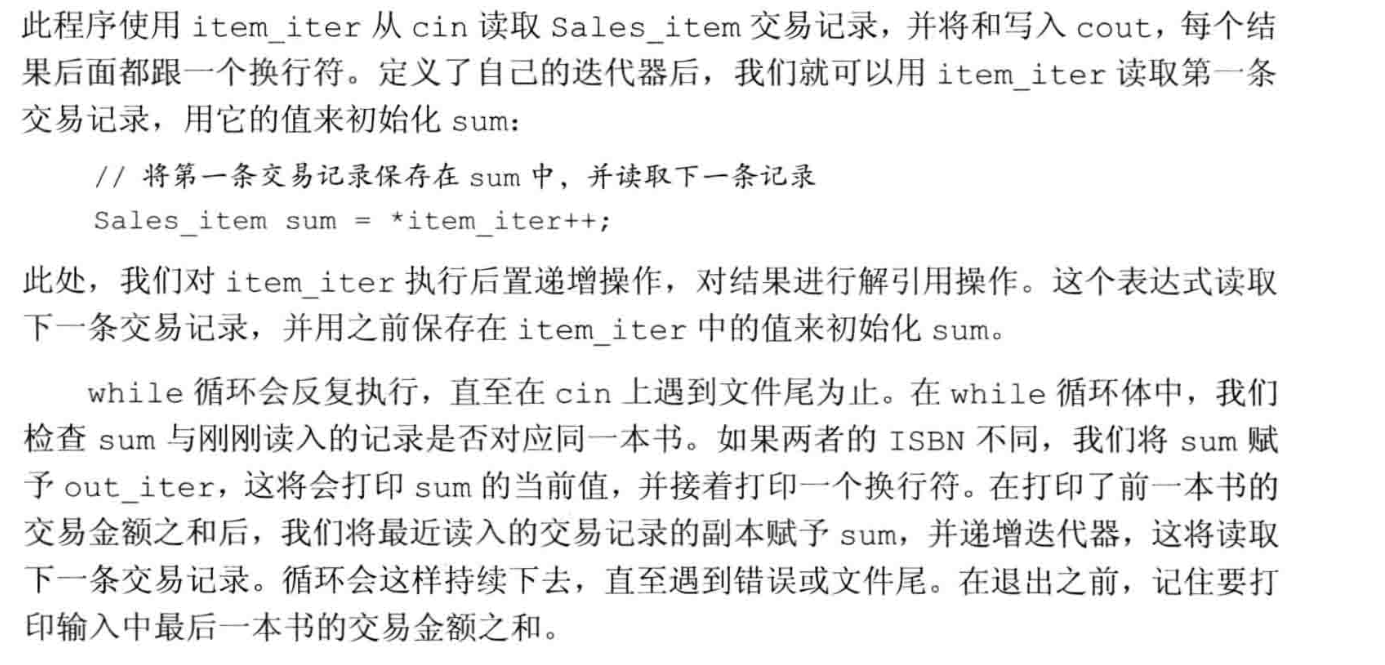 此程序使用 item_iter 从 cin 读取 Sales_item 交易记录，并将和写入 cout，每个结
果后面都跟一个换行符。定义了自己的迭代器后，我们就可以用 item_iter 读取第一条
交易记录，用它的值来初始化 sum：
// 将第一条交易记录保存在 sum 中，并读取下一条记录
Sales_item sum = *item_iter++;
此处，我们对 item_iter 执行后置递增操作，对结果进行解引用操作。这个表达式读取
下一条交易记录，并用之前保存在 item_iter 中的值来初始化 sum。
while 循环会反复执行，直至在 cin 上遇到文件尾为止。在 while 循环体中，我们
检查 sum 与刚刚读入的记录是否对应同一本书。如果两者的 ISBN 不同，我们将 sum 赋
予 out_iter，这将会打印 sum 的当前值，并接着打印一个换行符。在打印了前一本书的
交易金额之和后，我们将最近读入的交易记录的副本赋予 sum，并递增迭代器，这将读取
下一条交易记录。循环会这样持续下去，直至遇到错误或文件尾。在退出之前，记住要打
印输入中最后一本书的交易金额之和。